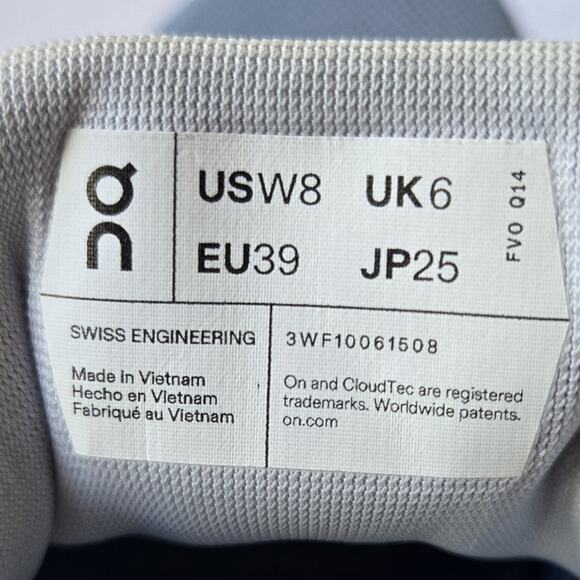 On
USW8 UK6
EU39 JP25
FVO Q14
SWISS ENGINEERING
3WF10061508
Made in Vietnam
Hecho en Vietnam
Fabriqué au Vietnam
On and CloudTec are registered
trademarks. Worldwide patents.
on.com